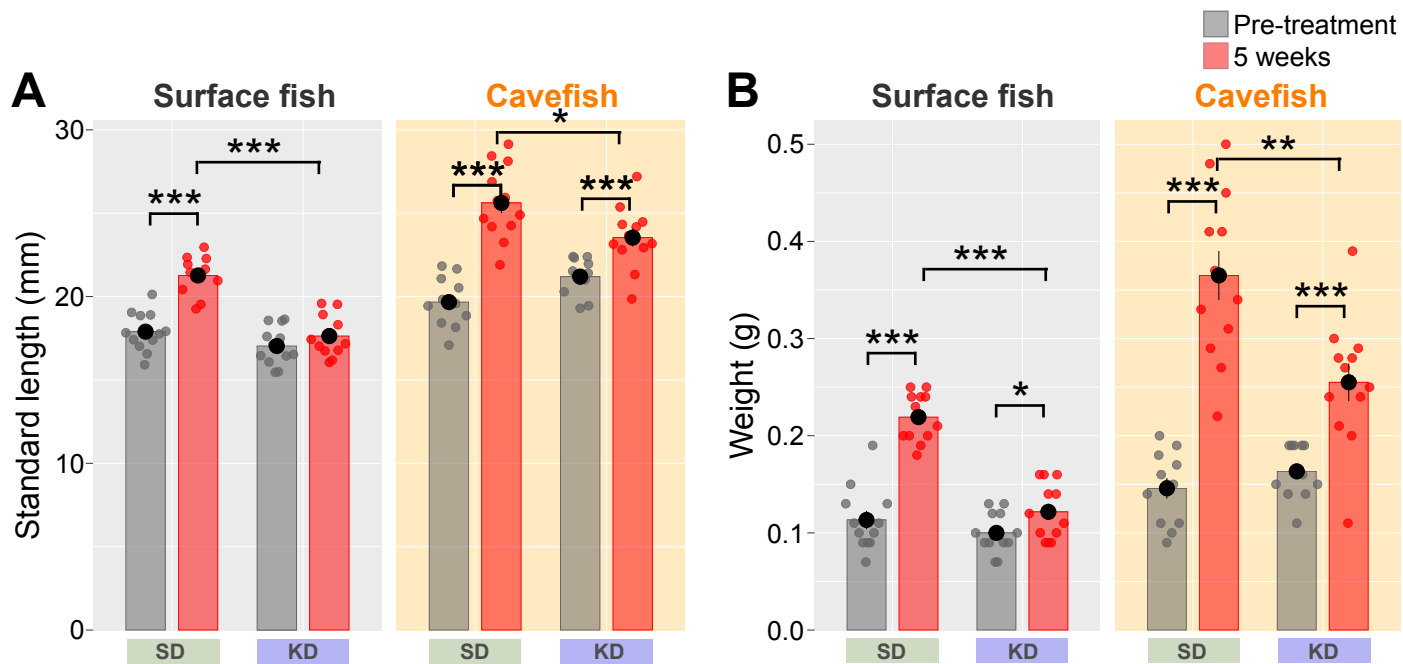 Pre-treatment
5 weeks
A
Surface fish
Cavefish
Standard length (mm)
30
20
10
0
***
***
***
*
***
SD
KD
SD
KD
B
Surface fish
Cavefish
Weight (g)
0.5
0.4
0.3
0.2
0.1
0.0
***
***
*
***
**
***
SD
KD
SD
KD